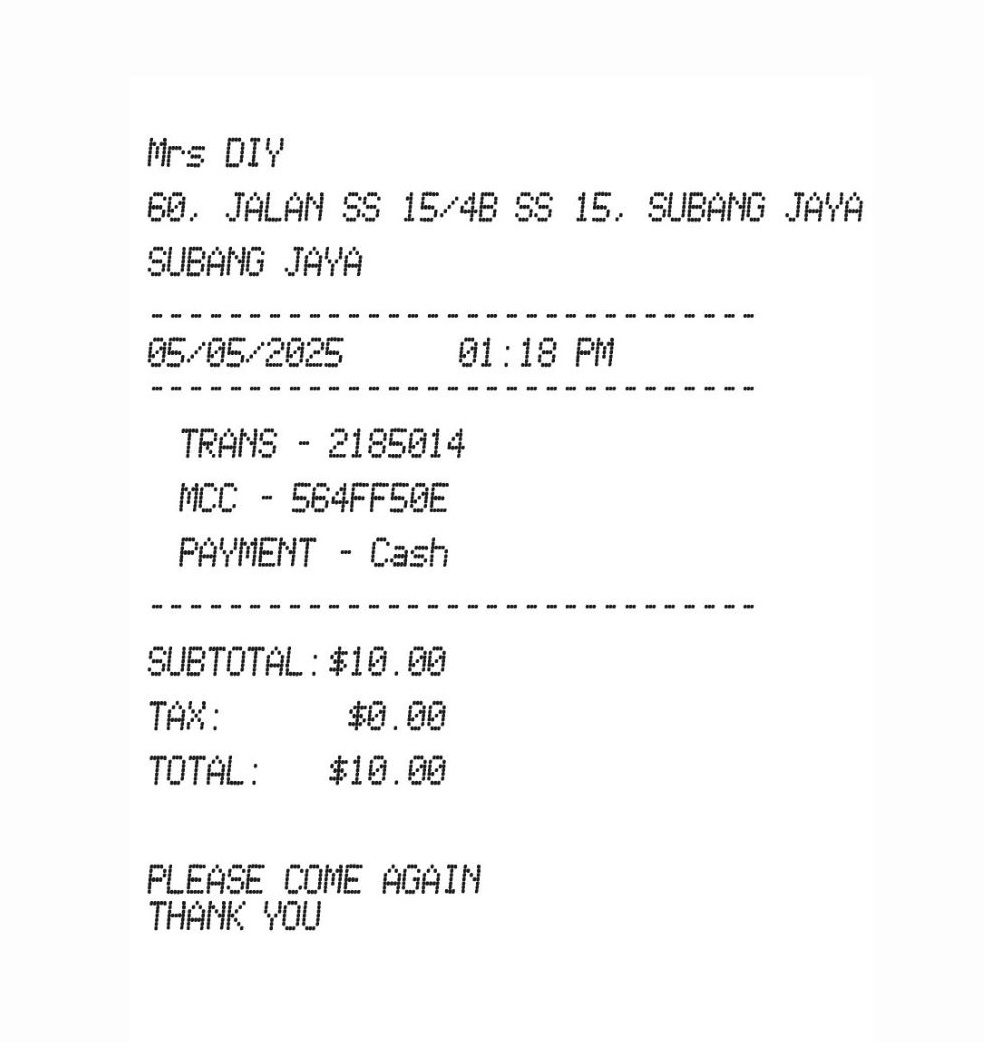 Mrs DIY
60, JALAN SS 15/4B SS 15, SUBANG JAYA
SUBANG JAYA
-------------------------------
05/05/2025 01:18 PM
-------------------------------
TRANS - 2185014
MCC - 564FF50E
PAYMENT - Cash
-------------------------------
SUBTOTAL:$10.00
TAX: $0.00
TOTAL: $10.00
PLEASE COME AGAIN
THANK YOU